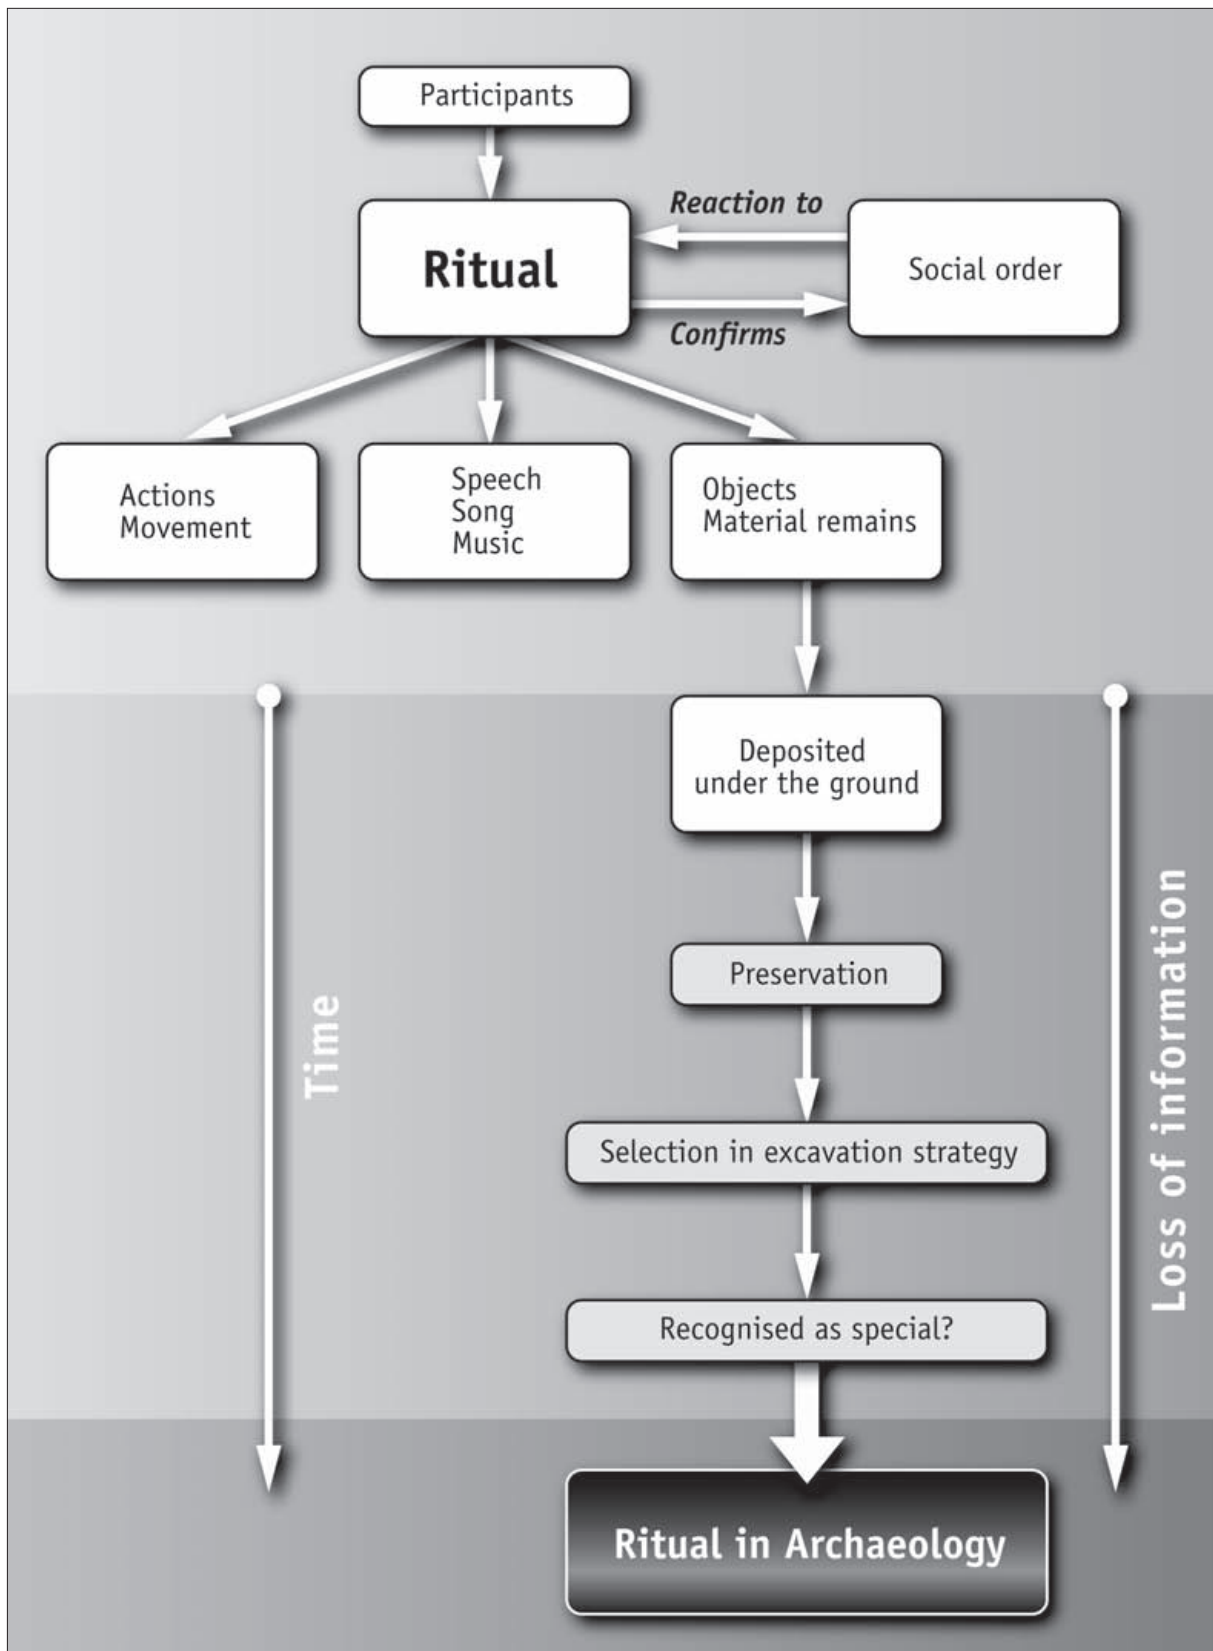 Participants
Reaction to
Ritual
Social order
Confirms
Actions
Movement
Speech
Song
Music
Objects
Material remains
Deposited
under the ground
Preservation
Time
Selection in excavation strategy
Loss of information
Recognised as special?
Ritual in Archaeology